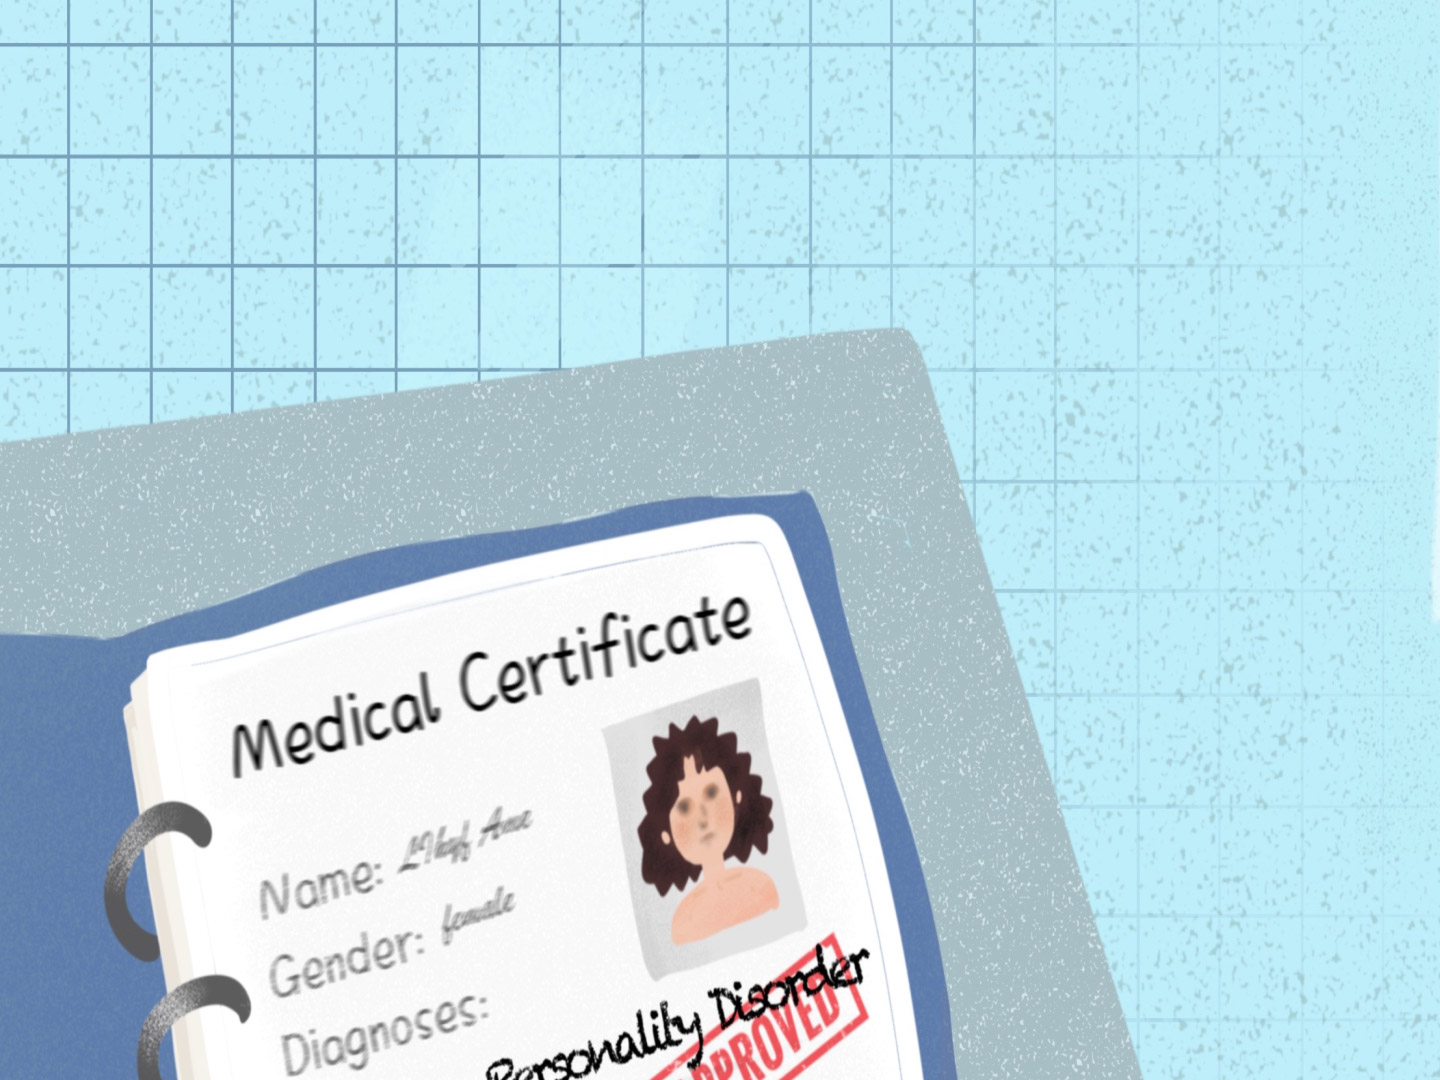 Medical Certificate
Name:
Gender: female
Diagnoses:
Personality Disorder